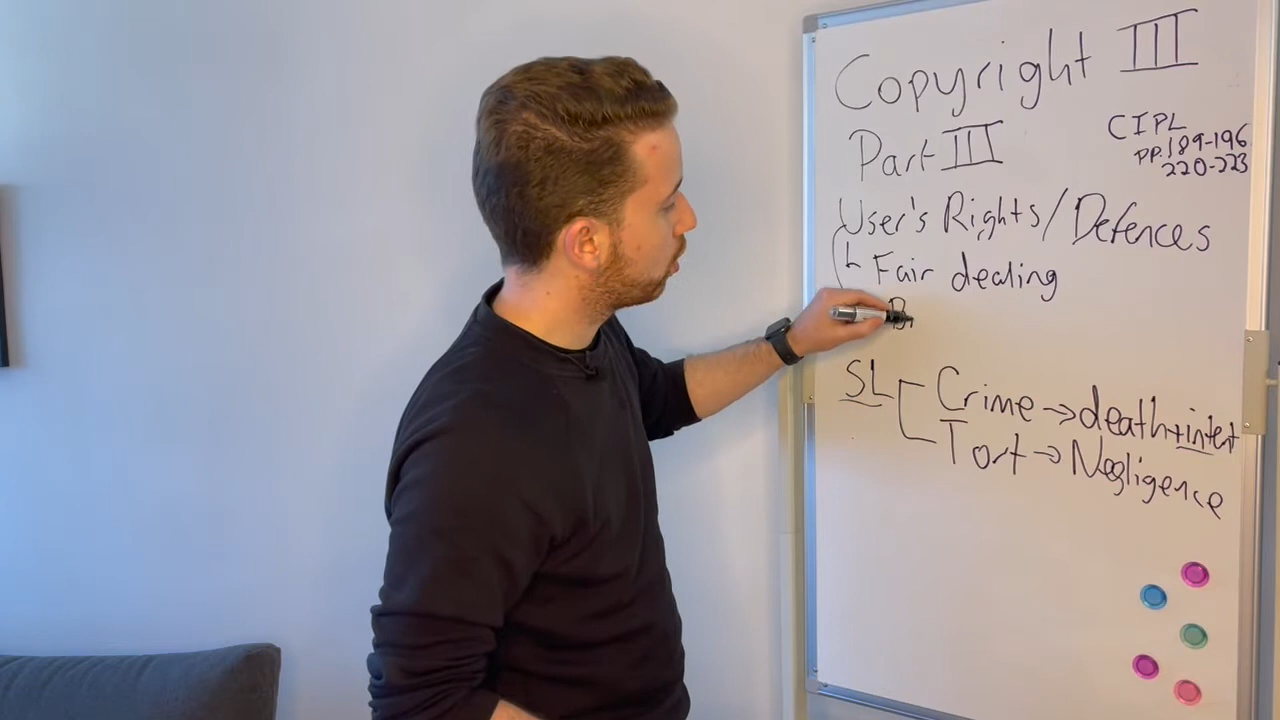 Copyright III
Part III
CIPL
pp.189-196
220-223
User's Rights/Defences
Fair dealing
SL
Crime → death + intent
Tort → Negligence